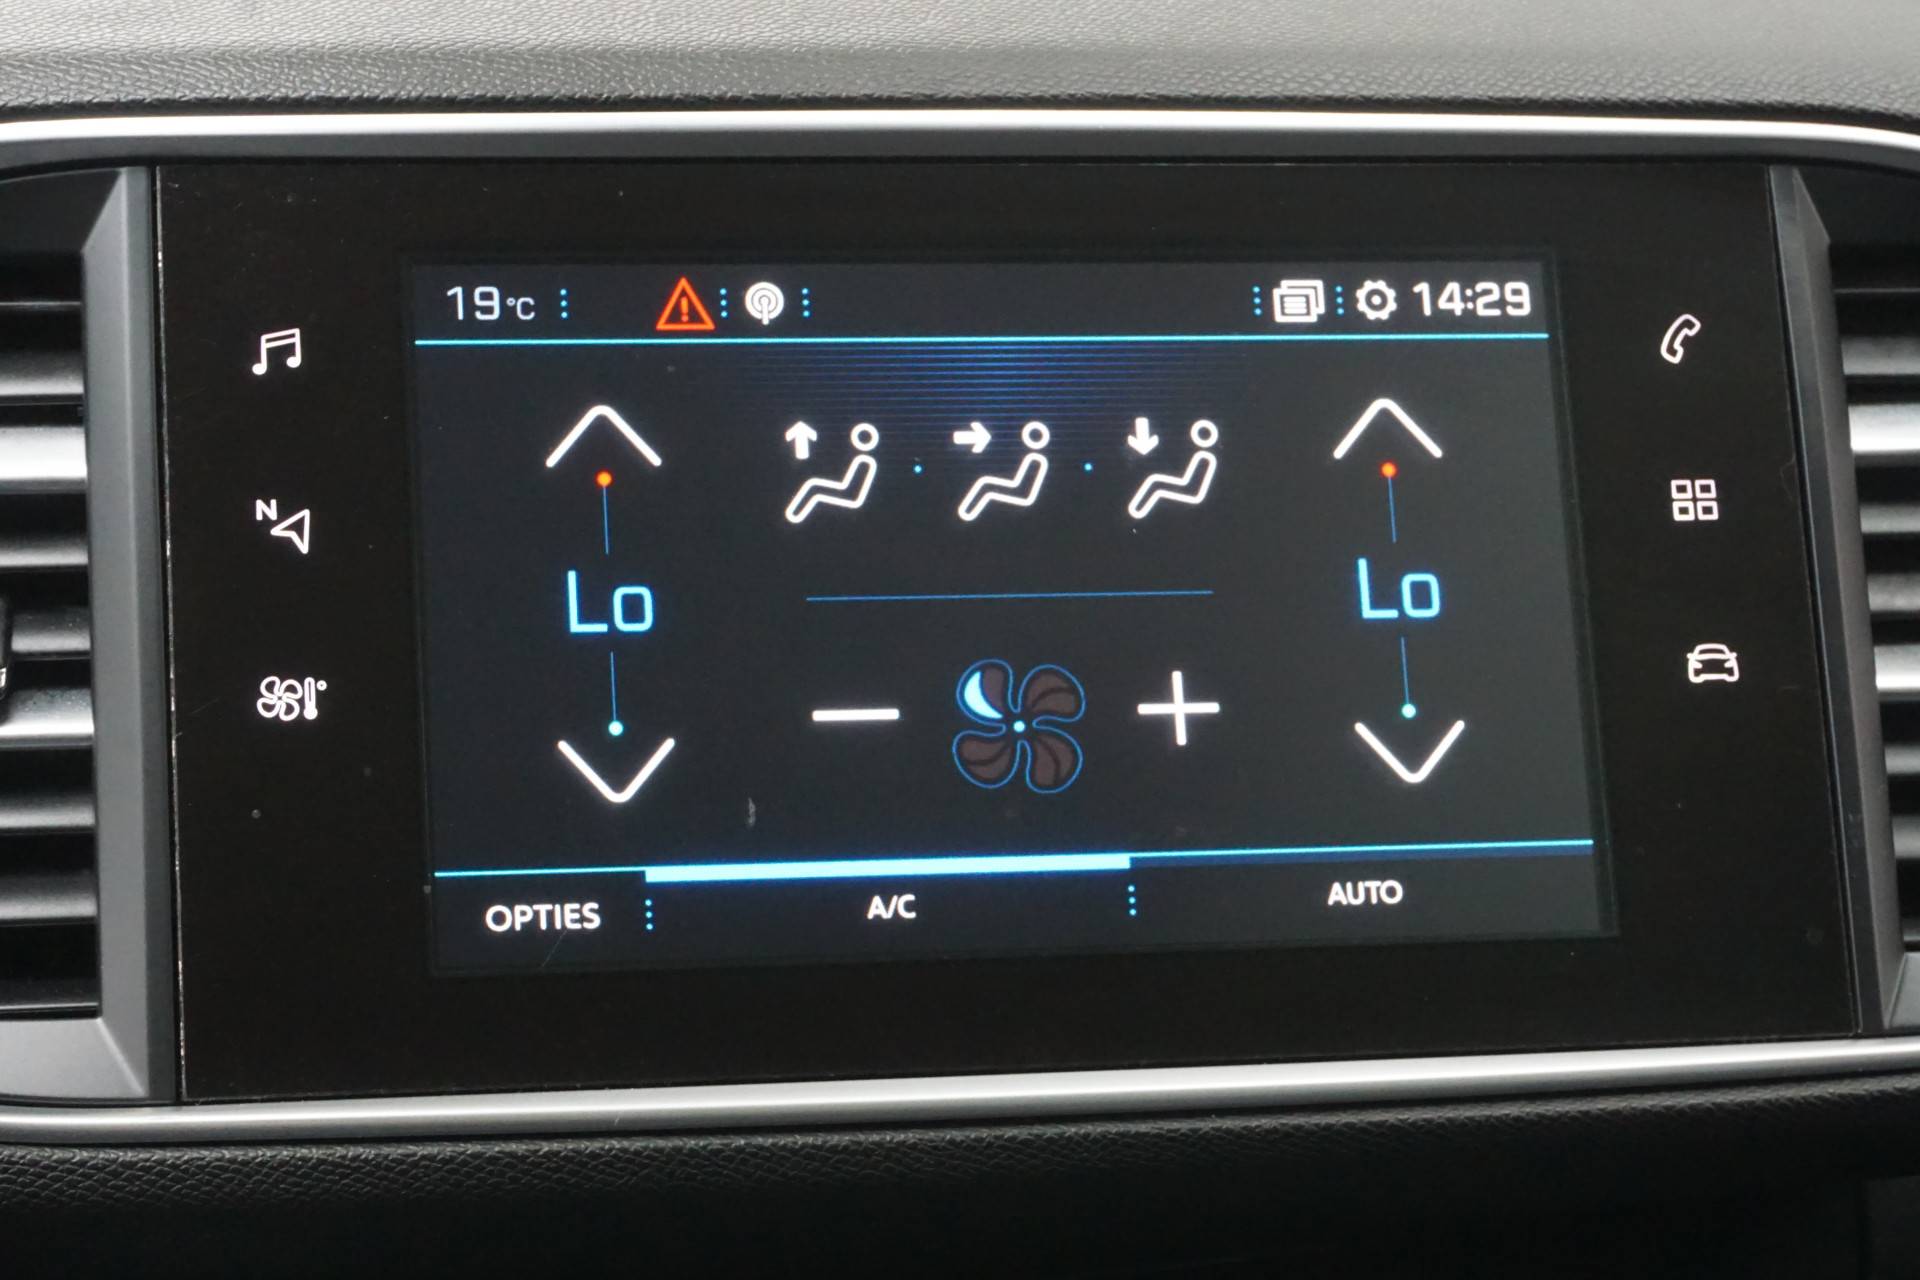 19°C 14:29
N
Lo Lo
OPTIES A/C AUTO